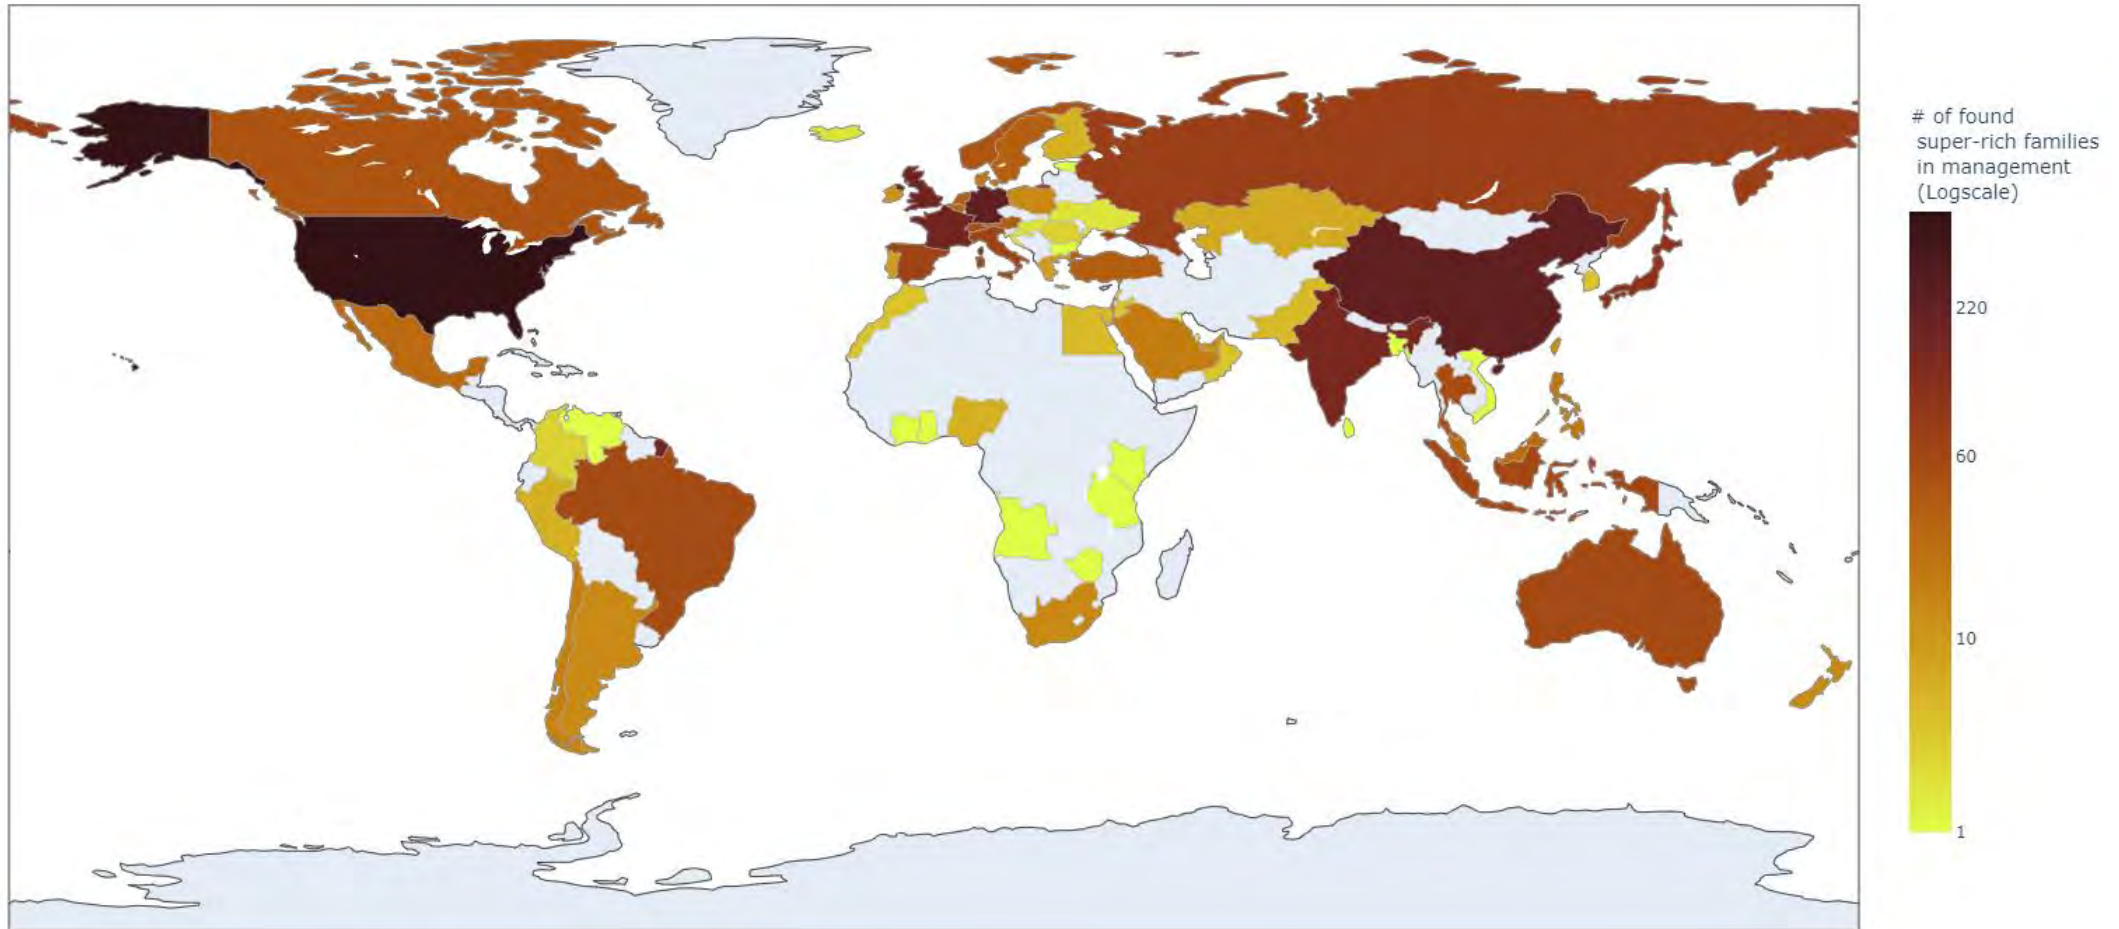 # of found
super-rich families
in management
(Logscale)
220
60
10
1